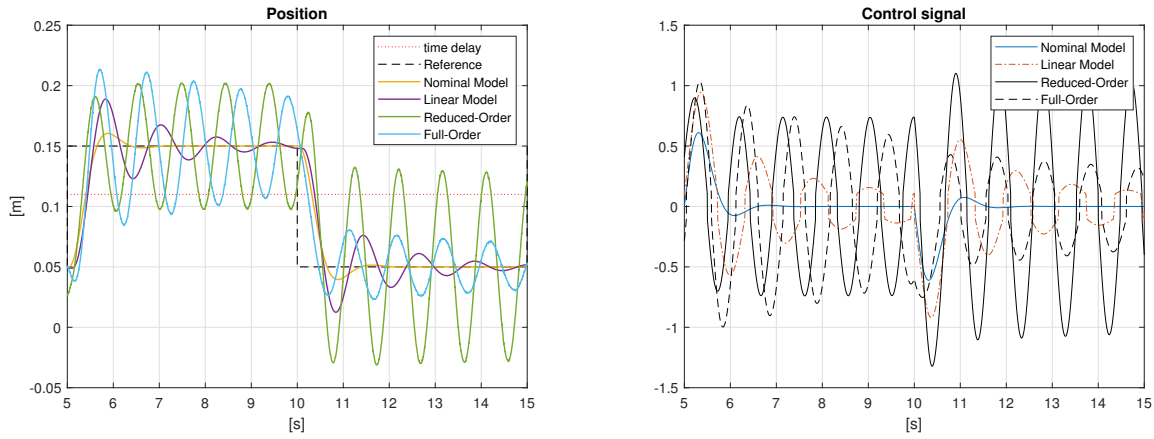 Position
0.25
0.2
0.15
0.1
0.05
0
-0.05
[m]
5 6 7 8 9 10 11 12 13 14 15
[s]
time delay
Reference
Nominal Model
Linear Model
Reduced-Order
Full-Order
Control signal
1.5
1
0.5
0
-0.5
-1
-1.5
5 6 7 8 9 10 11 12 13 14 15
[s]
Nominal Model
Linear Model
Reduced-Order
Full-Order